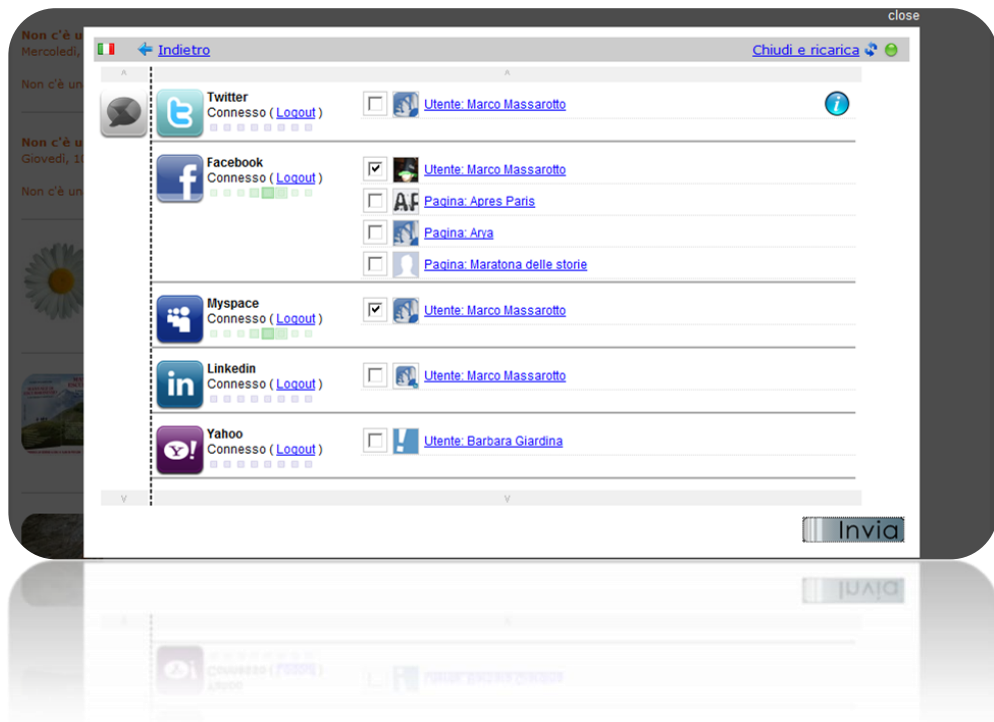 close
Non c'è u
Mercoledì,
Non c'è un
Non c'è u
Giovedì, 1
Non c'è un
Indietro
Chiudi e ricarica
Twitter
Connesso ( Logout )
Utente: Marco Massarotto
Facebook
Connesso ( Logout )
Utente: Marco Massarotto
Pagina: Apres Paris
Pagina: Arya
Pagina: Maratona delle storie
Myspace
Connesso ( Logout )
Utente: Marco Massarotto
Linkedin
Connesso ( Logout )
Utente: Marco Massarotto
Yahoo
Connesso ( Logout )
Utente: Barbara Giardina
Invia